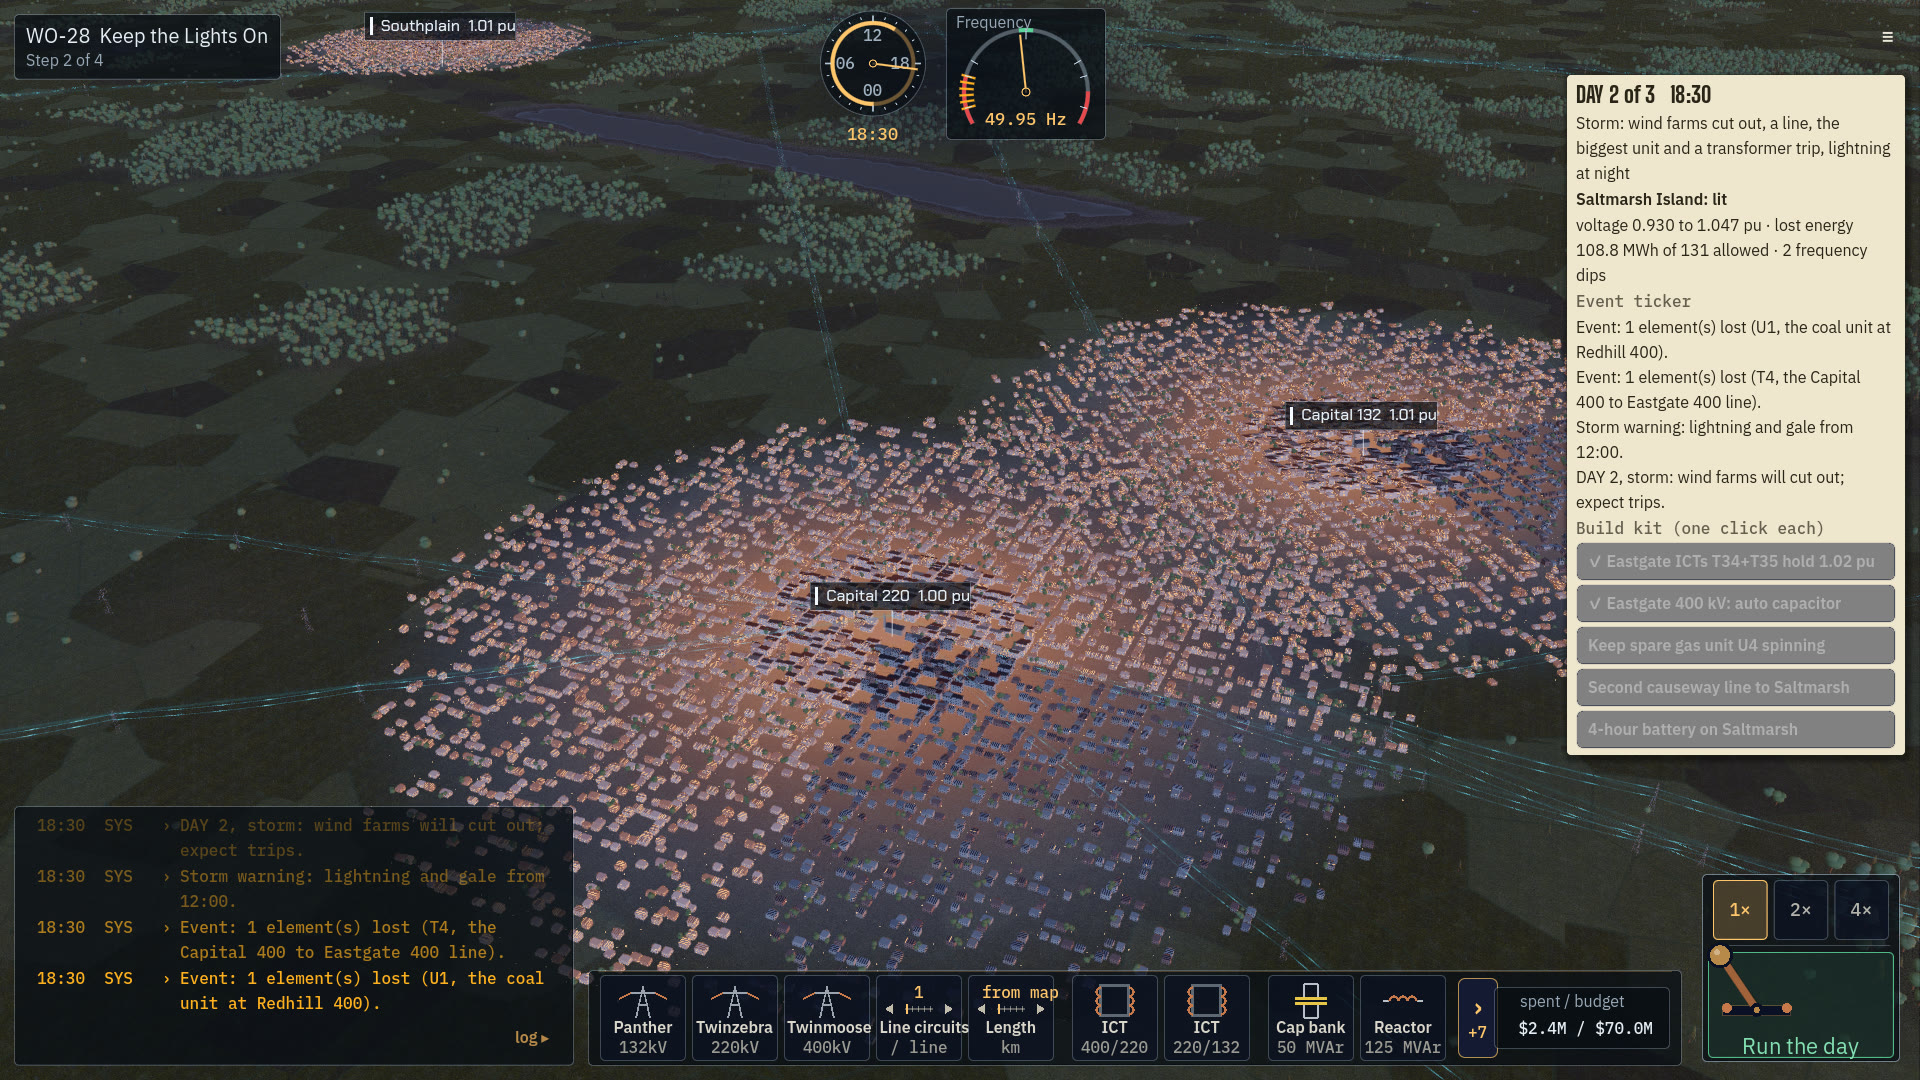 WO-28 Keep the Lights On
Step 2 of 4
Southplain 1.01 pu
12
06
18
00
18:30
Frequency
49.95 Hz
DAY 2 of 3 18:30
Storm: wind farms cut out, a line, the
biggest unit and a transformer trip, lightning
at night
Saltmarsh Island: lit
voltage 0.930 to 1.047 pu · lost energy
108.8 MWh of 131 allowed · 2 frequency
dips
Event ticker
Event: 1 element(s) lost (U1, the coal unit at
Redhill 400).
Event: 1 element(s) lost (T4, the Capital
400 to Eastgate 400 line).
Storm warning: lightning and gale from
12:00.
DAY 2, storm: wind farms will cut out;
expect trips.
Build kit (one click each)
✓ Eastgate ICTs T34+T35 hold 1.02 pu
✓ Eastgate 400 kV: auto capacitor
Keep spare gas unit U4 spinning
Second causeway line to Saltmarsh
4-hour battery on Saltmarsh
Capital 132 1.01 pu
Capital 220 1.00 pu
18:30 SYS › DAY 2, storm: wind farms will cut out;
expect trips.
18:30 SYS › Storm warning: lightning and gale from
12:00.
18:30 SYS › Event: 1 element(s) lost (T4, the
Capital 400 to Eastgate 400 line).
18:30 SYS › Event: 1 element(s) lost (U1, the coal
unit at Redhill 400).
log ▸
Panther
132kV
Twinzebra
220kV
Twinmoose
400kV
1
Line circuits
/ line
from map
Length
km
ICT
400/220
ICT
220/132
Cap bank
50 MVAr
Reactor
125 MVAr
›
+7
spent / budget
$2.4M / $70.0M
1×
2×
4×
Run the day